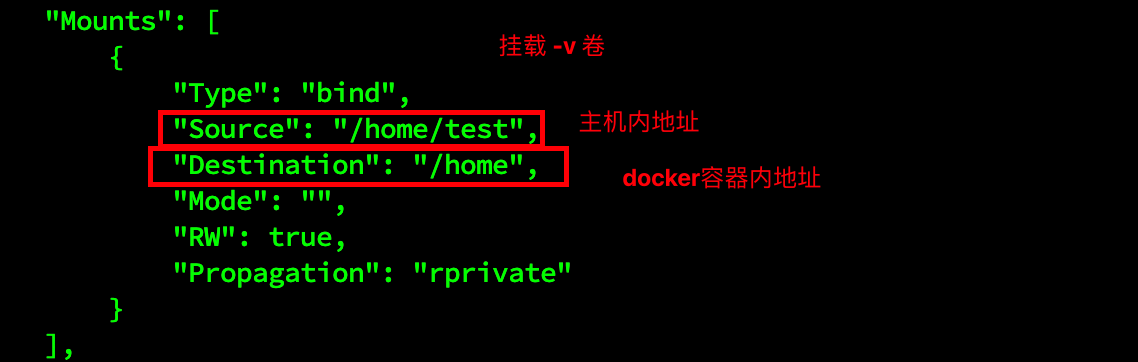 "Mounts": [
挂载 -v 卷
{
"Type": "bind",
"Source": "/home/test",
主机内地址
"Destination": "/home",
docker容器内地址
"Mode": "",
"RW": true,
"Propagation": "rprivate"
}
],